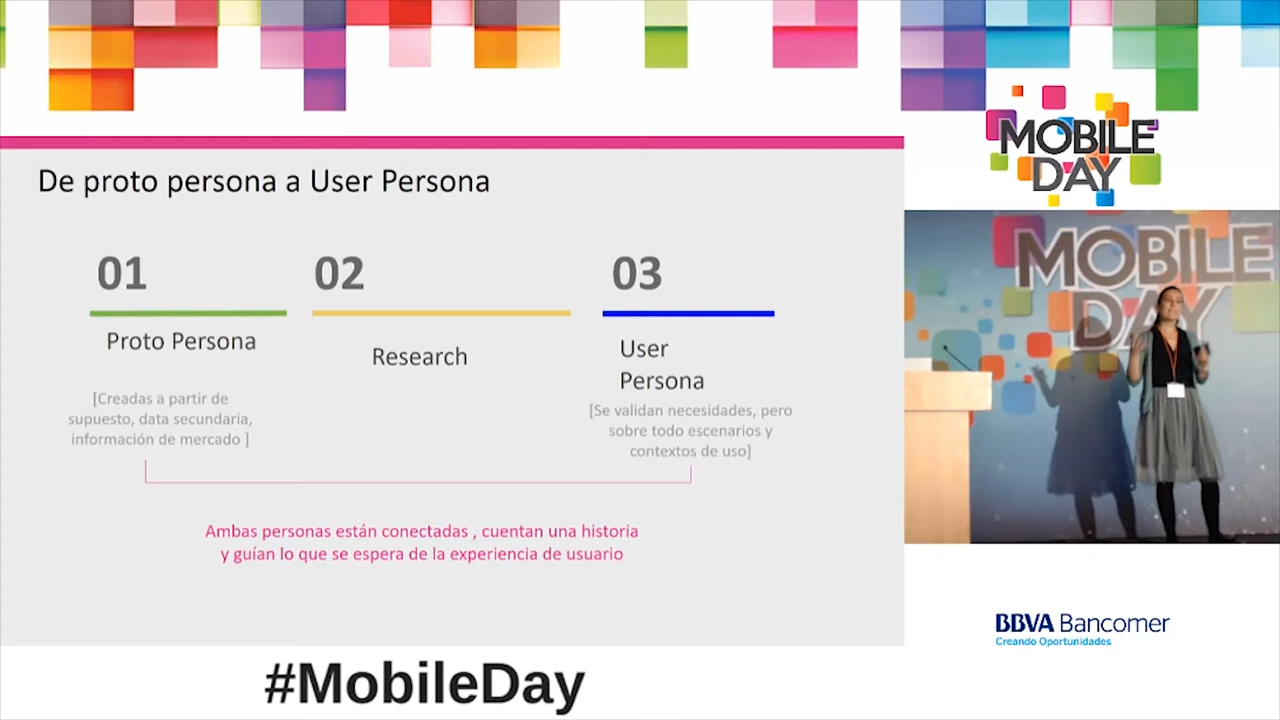 De proto persona a User Persona
01
02
03
Proto Persona
Research
User
Persona
[Creadas a partir de
supuesto, data secundaria,
información de mercado ]
[Se validan necesidades, pero
sobre todo escenarios y
contextos de uso]
Ambas personas están conectadas , cuentan una historia
y guían lo que se espera de la experiencia de usuario
MOBILE
DAY
MOBILE
DAY
BBVA Bancomer
Creando Oportunidades
#MobileDay